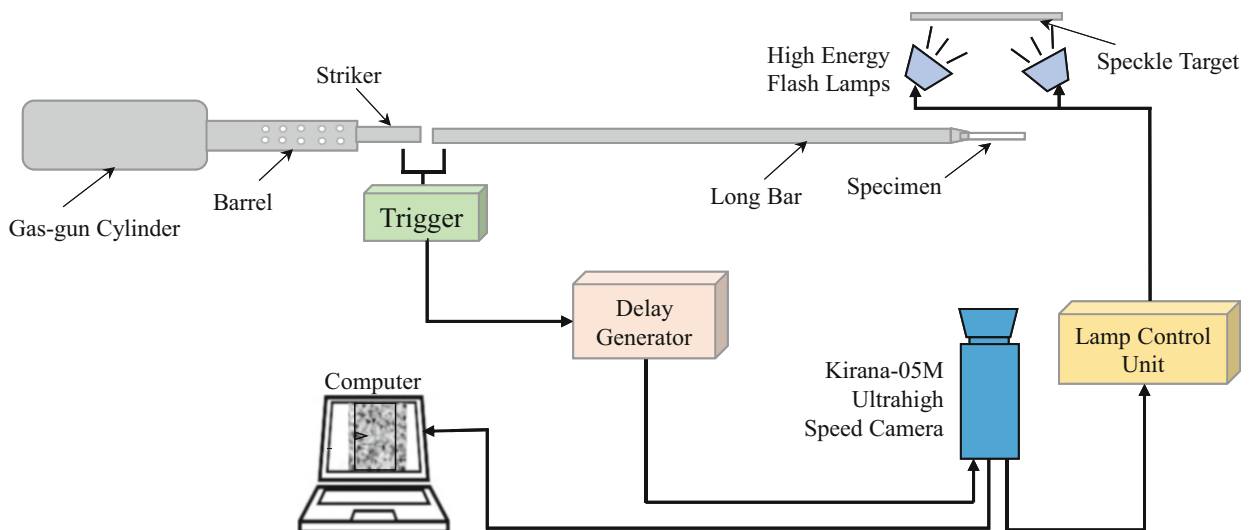 High Energy
Flash Lamps
Speckle Target
Striker
Barrel
Gas-gun Cylinder
Long Bar
Specimen
Trigger
Delay
Generator
Kirana-05M
Ultrahigh
Speed Camera
Lamp Control
Unit
Computer